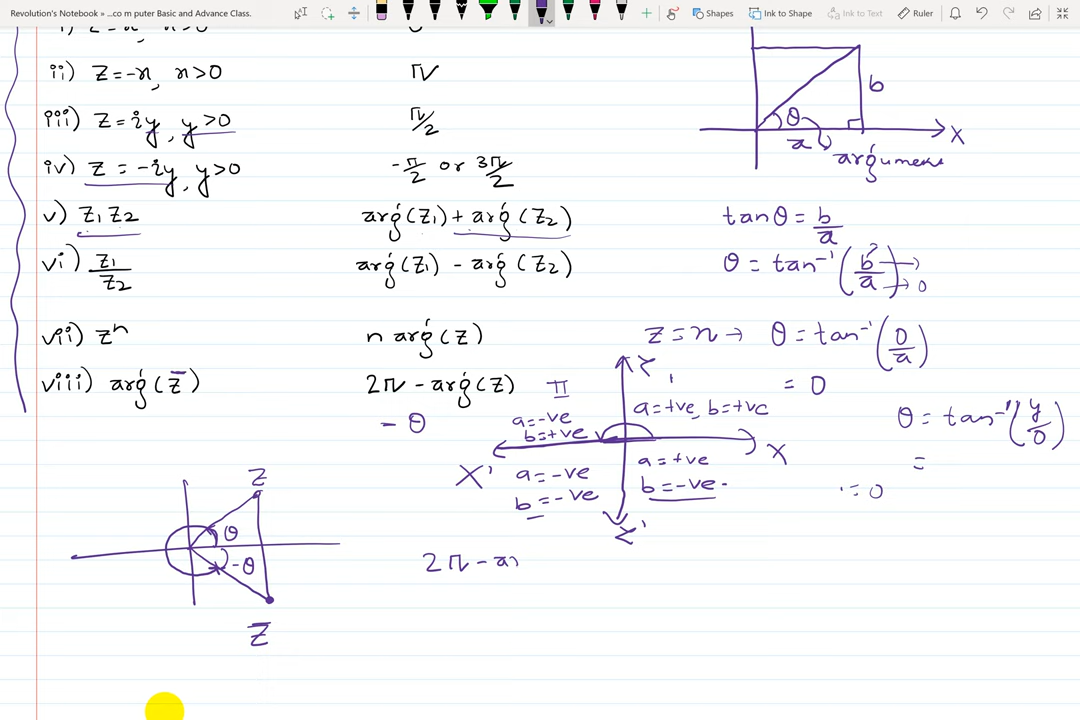 Revolution's Notebook » ...co m puter Basic and Advance Class.
Shapes
Ink to Shape
Ink to Text
Ruler
ii) Z=-x, x>0 π
iii) Z=iy, y>0 π/2
iv) Z = -iy, y>0 -π/2 or 3π/2
v) Z1 Z2 arg(Z1) + arg(Z2)
vi) Z1/Z2 arg(Z1) - arg(Z2)
vii) Z^n n arg(Z)
viii) arg(Z̄) 2π - arg(Z)
- θ
b
θ
a
X
argument
tanθ = b/a
θ = tan⁻¹(b/a) → 0
Z = x → θ = tan⁻¹(0/a)
= 0
θ = tan⁻¹(y/0)
=
= 0
II
a=-ve
b=+ve
a=+ve, b=+ve
X
X'
a=-ve
b=-ve
a=+ve
b=-ve
Z
θ
-θ
Z̄
2π - ar